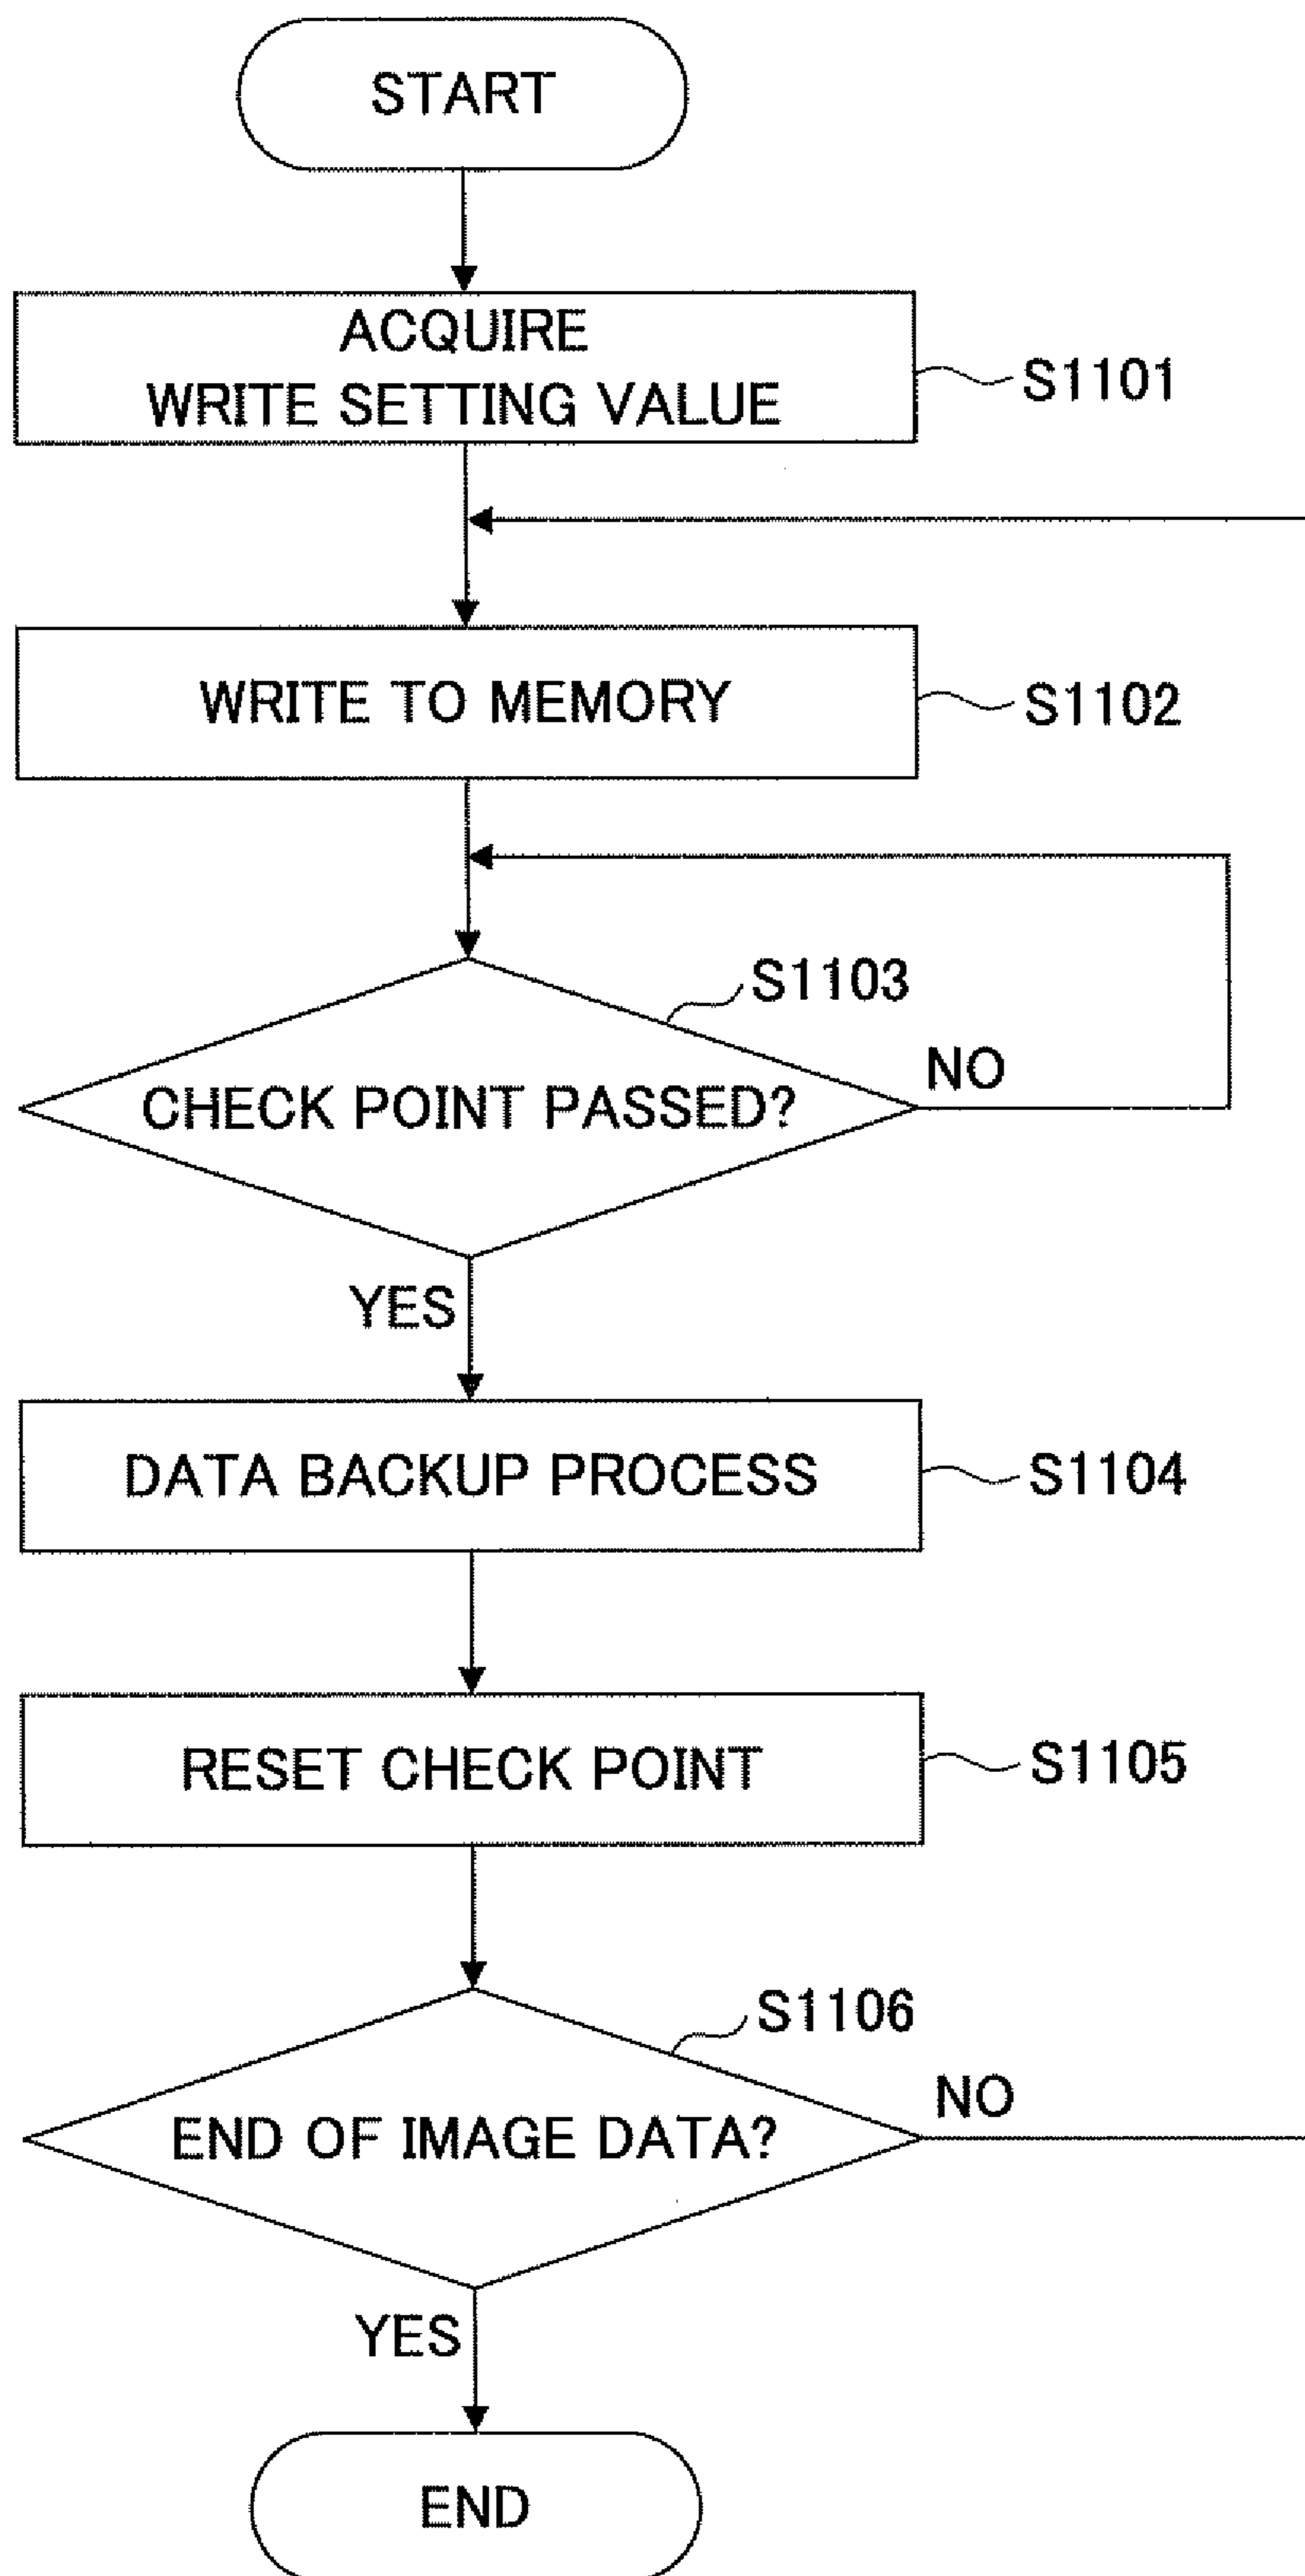 START
ACQUIRE
WRITE SETTING VALUE
S1101
WRITE TO MEMORY
S1102
S1103
CHECK POINT PASSED?
NO
YES
DATA BACKUP PROCESS
S1104
RESET CHECK POINT
S1105
S1106
END OF IMAGE DATA?
NO
YES
END